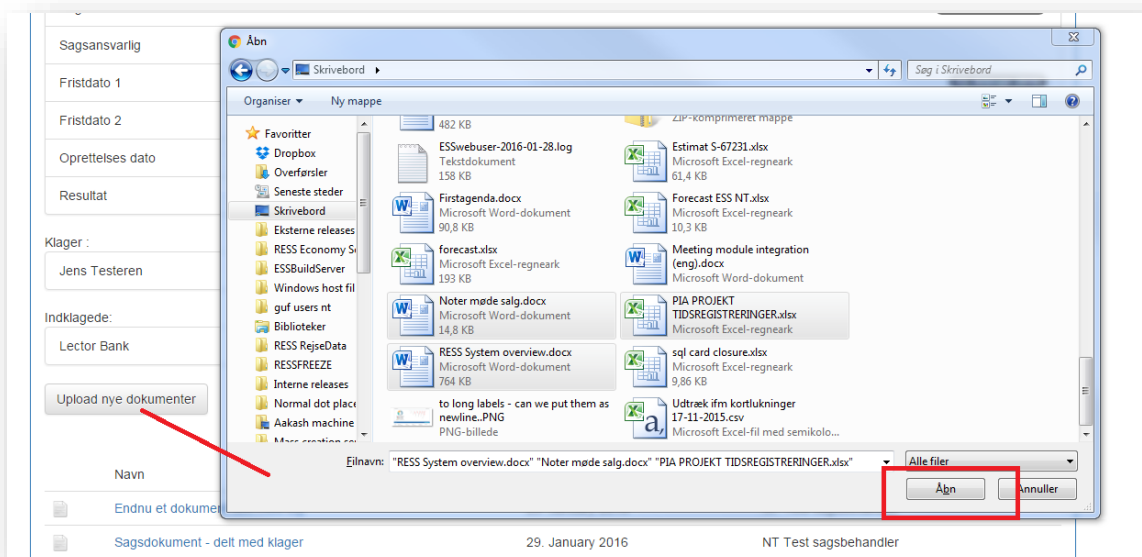 Åbn
Sagsansvarlig
Fristdato 1
Fristdato 2
Oprettelses dato
Resultat
Klager :
Jens Testeren
Indklagede:
Lector Bank
Upload nye dokumenter
Skrivebord
Søg i Skrivebord
Organiser
Ny mappe
Favoritter
Dropbox
Overførsler
Seneste steder
Skrivebord
Eksterne releases
RESS Economy S
ESSBuildServer
Windows host fil
guf users nt
Biblioteker
RESS RejseData
RESSFREEZE
Interne releases
Normal dot place
Aakash machine
482 KB
ZIP-komprimeret mappe
ESSwebuser-2016-01-28.log
Tekstdokument
158 KB
Estimat S-67231.xlsx
Microsoft Excel-regneark
61,4 KB
Firstagenda.docx
Microsoft Word-dokument
90,8 KB
Forecast ESS NT.xlsx
Microsoft Excel-regneark
10,3 KB
forecast.xlsx
Microsoft Excel-regneark
193 KB
Meeting module integration
(eng).docx
Microsoft Word-dokument
Noter møde salg.docx
Microsoft Word-dokument
14,8 KB
PIA PROJEKT
TIDSREGISTRERINGER.xlsx
Microsoft Excel-regneark
RESS System overview.docx
Microsoft Word-dokument
764 KB
sql card closure.xlsx
Microsoft Excel-regneark
9,86 KB
to long labels - can we put them as
newline..PNG
PNG-billede
Udtræk ifm kortlukninger
17-11-2015.csv
Microsoft Excel-fil med semikolo...
Filnavn: "RESS System overview.docx" "Noter møde salg.docx" "PIA PROJEKT TIDSREGISTRERINGER.xlsx"
Alle filer
Åbn
Annuller
Navn
Endnu et dokume
Sagsdokument - delt med klager 29. January 2016 NT Test sagsbehandler